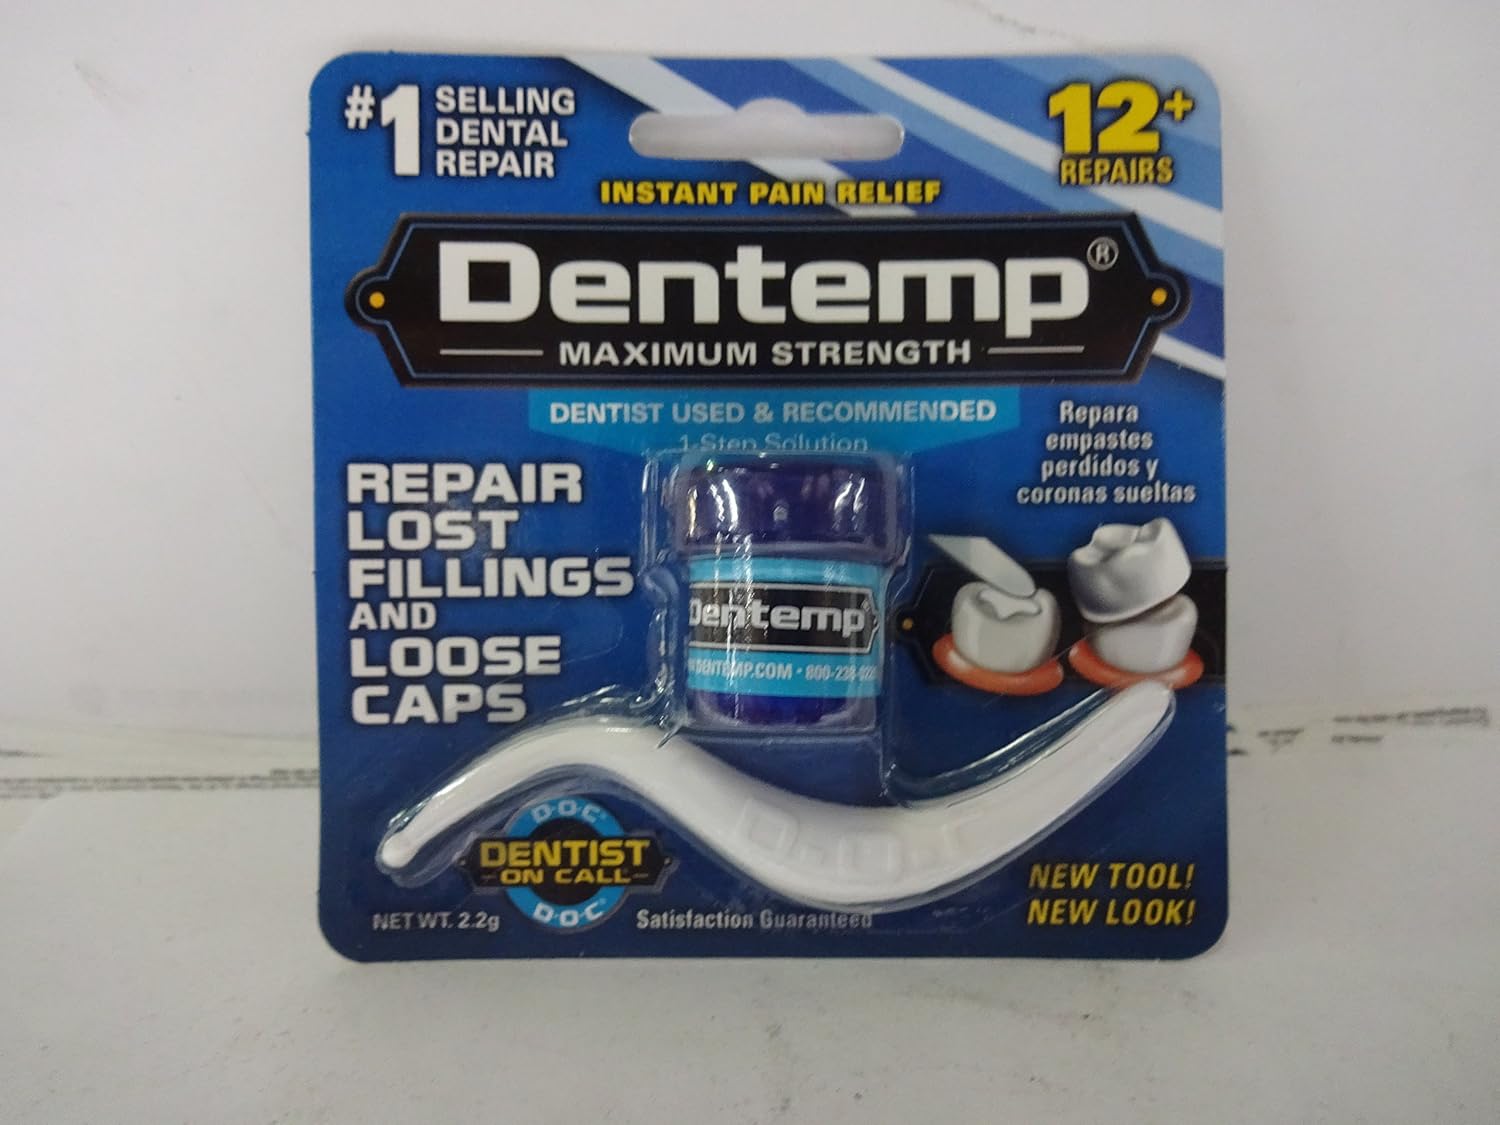 #1 SELLING
DENTAL
REPAIR
12+
REPAIRS
INSTANT PAIN RELIEF
Dentemp®
MAXIMUM STRENGTH
DENTIST USED & RECOMMENDED
1-Step Solution
Repara
empastes
perdidos y
coronas sueltas
REPAIR
LOST
FILLINGS
AND
LOOSE
CAPS
Dentemp
DENTEMP.COM • 800-238-
D·O·C
D·O·C®
DENTIST
ON CALL
D·O·C®
NET WT. 2.2g
Satisfaction Guaranteed
NEW TOOL!
NEW LOOK!